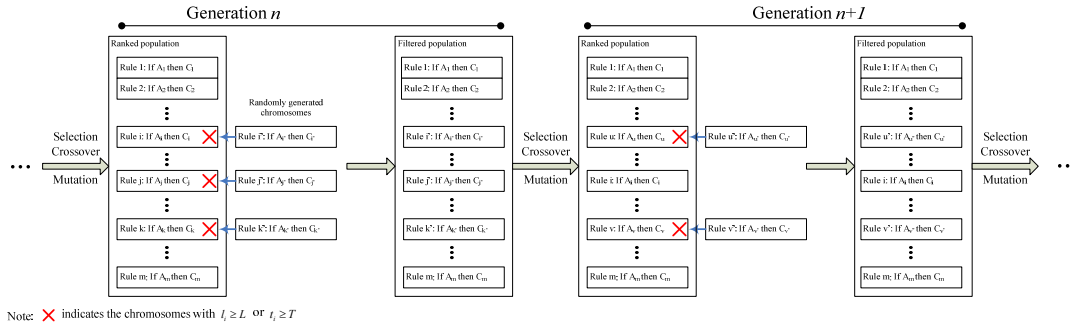 Generation n
Generation n+1
Ranked population
Rule 1: If A1 then C1
Rule 2: If A2 then C2
Rule i: If Ai then Ci
Rule j: If Aj then Cj
Rule k: If Ak then Ck
Rule m: If Am then Cm
Randomly generated
chromosomes
Rule i': If Ai' then Ci'
Rule j': If Aj' then Cj'
Rule k': If Ak' then Ck'
Filtered population
Rule 1: If A1 then C1
Rule 2: If A2 then C2
Rule i': If Ai' then Ci'
Rule j': If Aj' then Cj'
Rule k': If Ak' then Ck'
Rule m: If Am then Cm
Ranked population
Rule 1: If A1 then C1
Rule 2: If A2 then C2
Rule u: If Au then Cu
Rule i: If Ai then Ci
Rule v: If Av then Cv
Rule m: If Am then Cm
Rule u': If Au' then Cu'
Rule v': If Av' then Cv'
Filtered population
Rule 1: If A1 then C1
Rule 2: If A2 then C2
Rule u': If Au' then Cu'
Rule i: If Ai then Ci
Rule v': If Av' then Cv'
Rule m: If Am then Cm
Selection
Crossover
Mutation
Selection
Crossover
Mutation
Selection
Crossover
Mutation
Note: indicates the chromosomes with li ≥ L or ti ≥ T